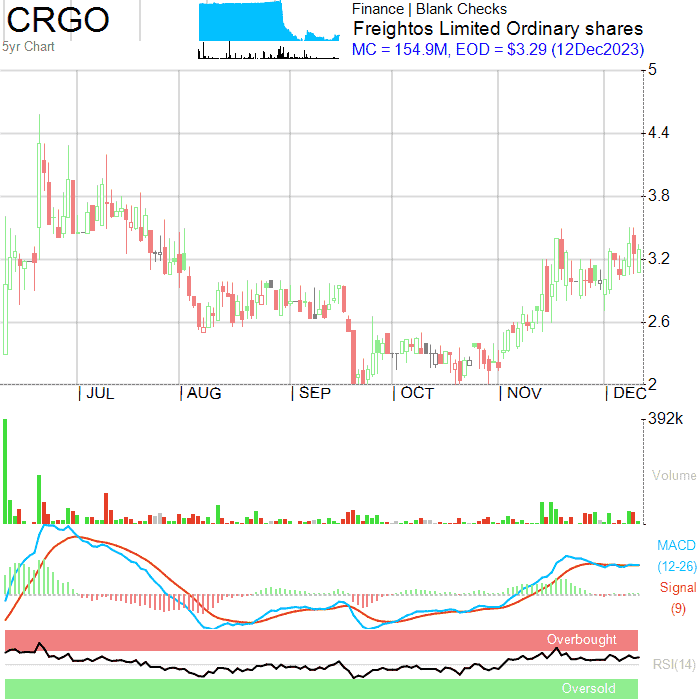 CRGO
5yr Chart
Finance | Blank Checks
Freightos Limited Ordinary shares
MC = 154.9M, EOD = $3.29 (12Dec2023)
5
4.4
3.8
3.2
2.6
2
JUL AUG SEP OCT NOV DEC
392k
Volume
MACD
(12-26)
Signal
(9)
Overbought
RSI(14)
Oversold